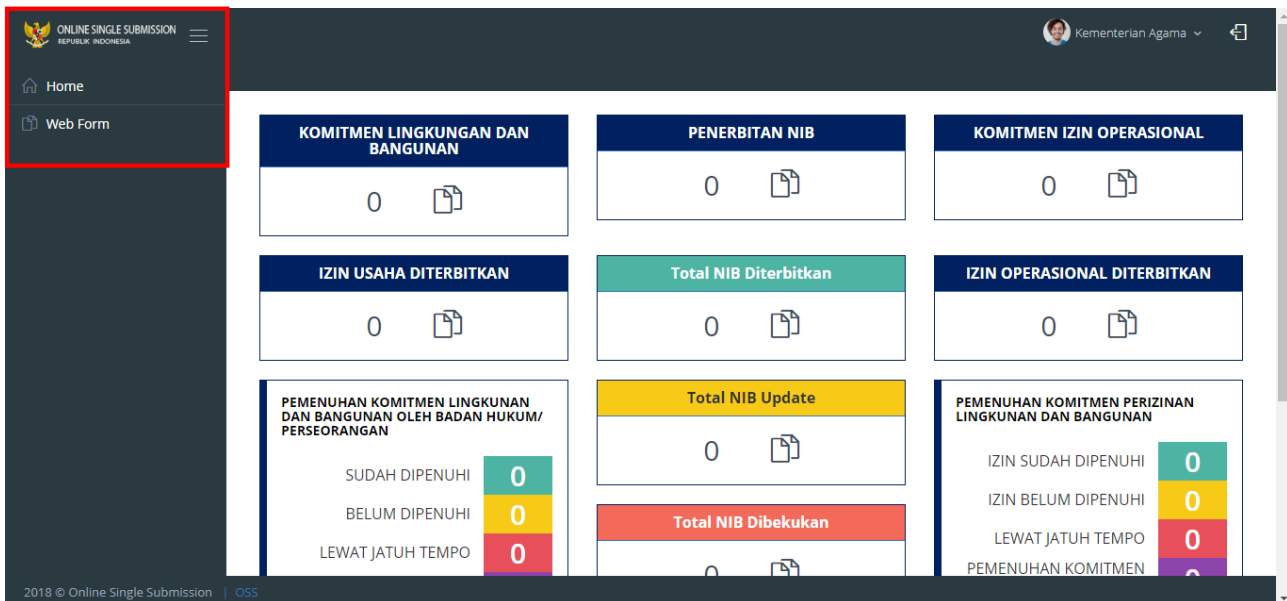 ONLINE SINGLE SUBMISSION
REPUBLIK INDONESIA
Kementerian Agama
Home
Web Form
KOMITMEN LINGKUNGAN DAN
BANGUNAN
0
PENERBITAN NIB
0
KOMITMEN IZIN OPERASIONAL
0
IZIN USAHA DITERBITKAN
0
Total NIB Diterbitkan
0
IZIN OPERASIONAL DITERBITKAN
0
PEMENUHAN KOMITMEN LINGKUNAN
DAN BANGUNAN OLEH BADAN HUKUM/
PERSEORANGAN
SUDAH DIPENUHI 0
BELUM DIPENUHI 0
LEWAT JATUH TEMPO 0
Total NIB Update
0
Total NIB Dibekukan
0
PEMENUHAN KOMITMEN PERIZINAN
LINGKUNAN DAN BANGUNAN
IZIN SUDAH DIPENUHI 0
IZIN BELUM DIPENUHI 0
LEWAT JATUH TEMPO 0
PEMENUHAN KOMITMEN
2018 © Online Single Submission | OSS